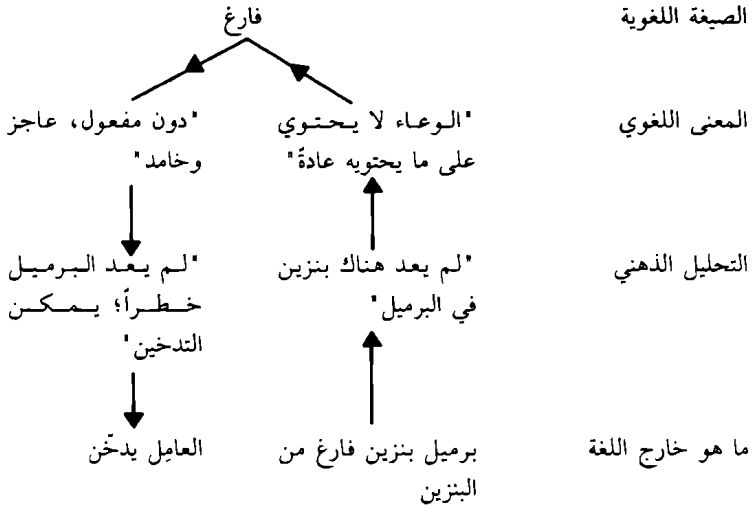 الصيغة اللغوية فارغ
المعنى اللغوي "الوعاء لا يحتوي "دون مفعول، عاجز
على ما يحتويه عادةً" وخامد"
التحليل الذهني "لم يعد هناك بنزين "لم يعد البرميل
في البرميل" خطراً؛ يمكن
التدخين"
ما هو خارج اللغة برميل بنزين فارغ من العامِل يدخّن
البنزين